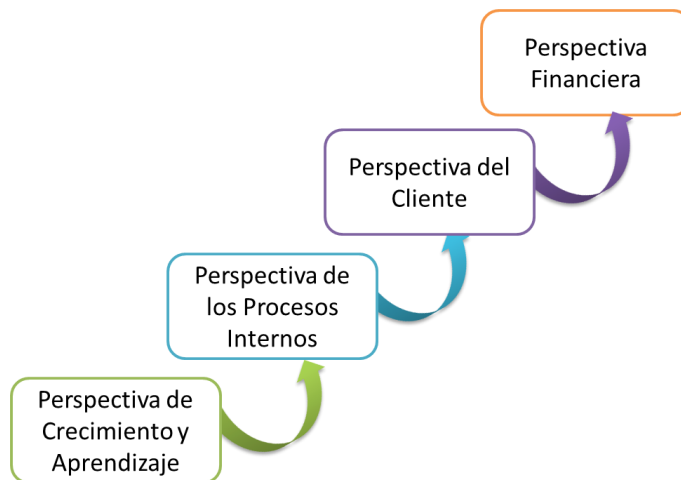 Perspectiva
Financiera
Perspectiva del
Cliente
Perspectiva de
los Procesos
Internos
Perspectiva de
Crecimiento y
Aprendizaje